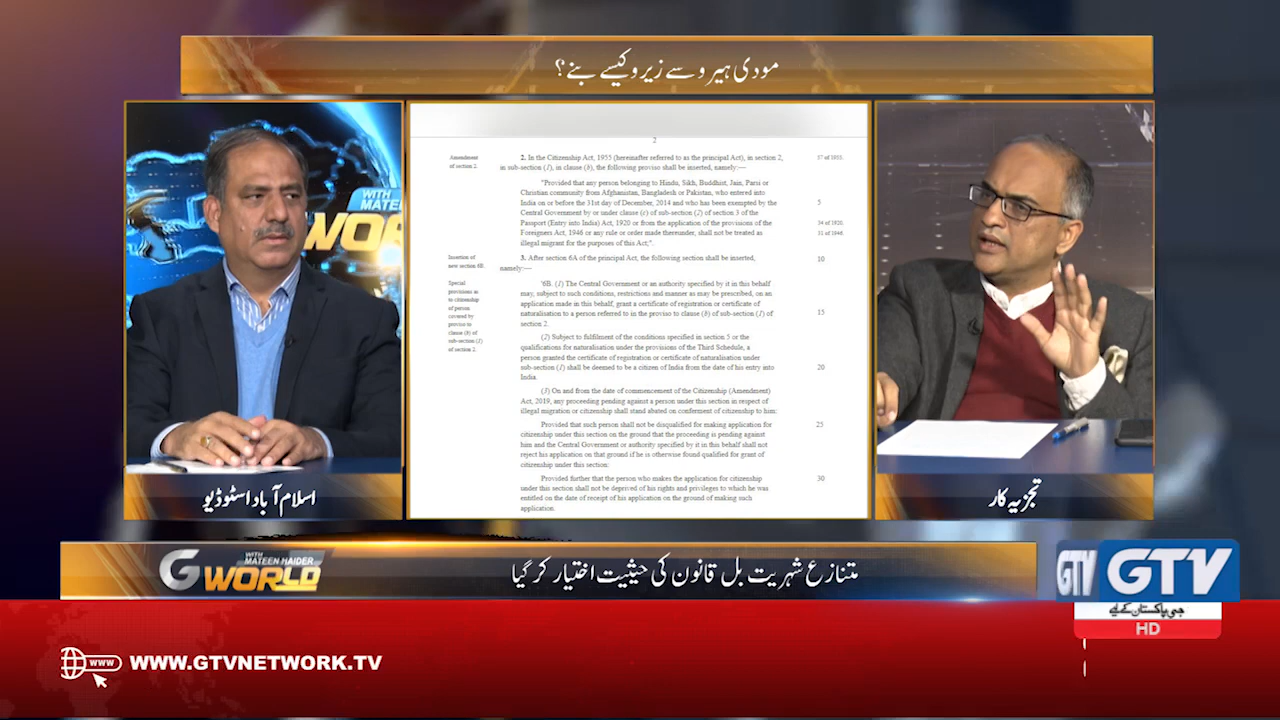 مودی ہیرو سے زیرو کیسے بنے؟
WITH
MATEEN
WOR
2
Amendment
of section 2.
2. In the Citizenship Act, 1955 (hereinafter referred to as the principal Act), in section 2,
in sub-section (1), in clause (b), the following proviso shall be inserted, namely:—
57 of 1955.
"Provided that any person belonging to Hindu, Sikh, Buddhist, Jain, Parsi or
Christian community from Afghanistan, Bangladesh or Pakistan, who entered into
India on or before the 31st day of December, 2014 and who has been exempted by the
5
Central Government by or under clause (c) of sub-section (2) of section 3 of the
Passport (Entry into India) Act, 1920 or from the application of the provisions of the
34 of 1920.
Foreigners Act, 1946 or any rule or order made thereunder, shall not be treated as
31 of 1946.
illegal migrant for the purposes of this Act;".
Insertion of
new section 6B.
3. After section 6A of the principal Act, the following section shall be inserted,
10
namely:—
Special
provisions as
to citizenship
of person
covered by
proviso to
clause (b) of
sub-section (1)
of section 2.
'6B. (1) The Central Government or an authority specified by it in this behalf
may, subject to such conditions, restrictions and manner as may be prescribed, on an
application made in this behalf, grant a certificate of registration or certificate of
naturalisation to a person referred to in the proviso to clause (b) of sub-section (1) of
15
section 2.
(2) Subject to fulfilment of the conditions specified in section 5 or the
qualifications for naturalisation under the provisions of the Third Schedule, a
person granted the certificate of registration or certificate of naturalisation under
sub-section (1) shall be deemed to be a citizen of India from the date of his entry into
20
India.
(3) On and from the date of commencement of the Citizenship (Amendment)
Act, 2019, any proceeding pending against a person under this section in respect of
illegal migration or citizenship shall stand abated on conferment of citizenship to him:
Provided that such person shall not be disqualified for making application for
25
citizenship under this section on the ground that the proceeding is pending against
him and the Central Government or authority specified by it in this behalf shall not
reject his application on that ground if he is otherwise found qualified for grant of
citizenship under this section:
Provided further that the person who makes the application for citizenship
30
under this section shall not be deprived of his rights and privileges to which he was
entitled on the date of receipt of his application on the ground of making such
application.
اسلام آباد اسٹوڈیو
تجزیہ کار
G WORLD
WITH
MATEEN HAIDER
متنازع شہریت بل قانون کی حیثیت اختیار کر گیا
GTV
GTV
جی پاکستان کے لیے
HD
WWW
WWW.GTVNETWORK.TV